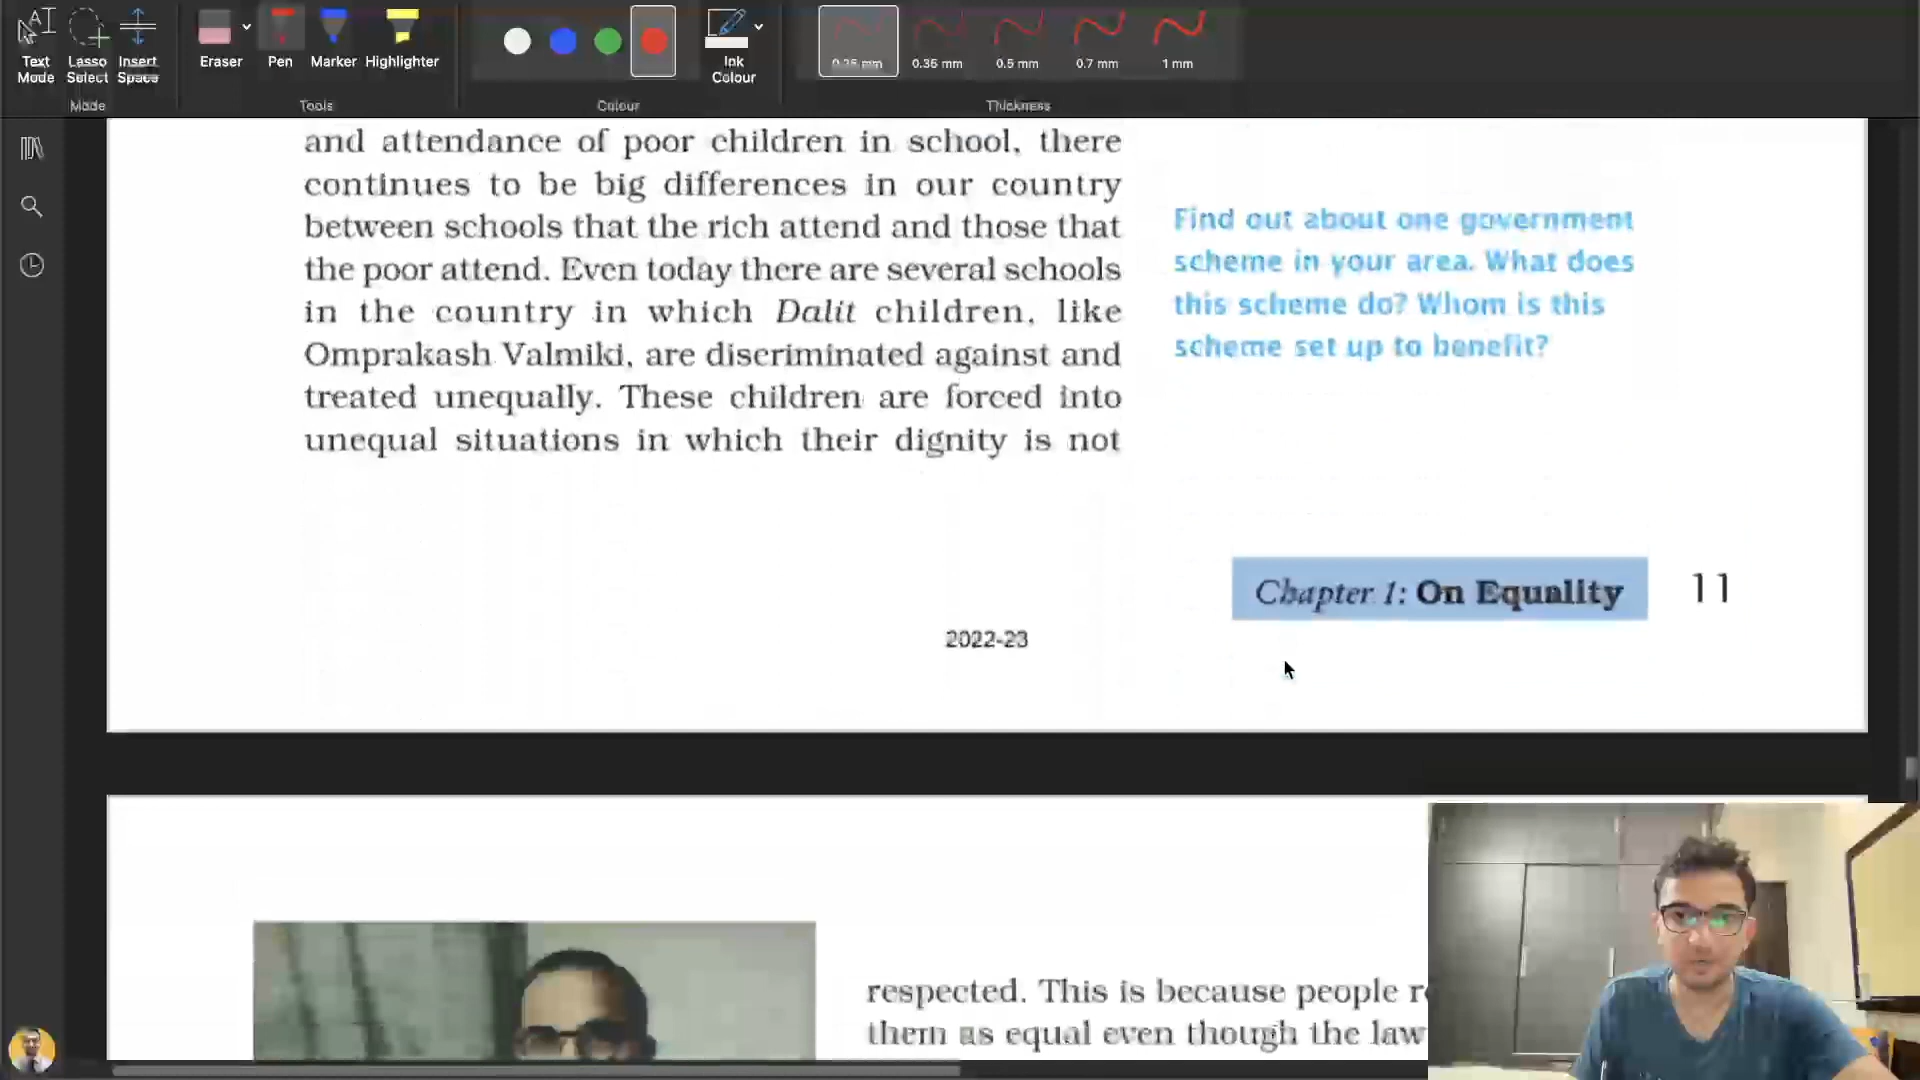 Text
Mode
Lasso
Select
Insert
Space
Mode
Eraser
Pen
Marker
Highlighter
Tools
Colour
Ink
Colour
0.25 mm
0.35 mm
0.5 mm
0.7 mm
1 mm
Thickness
and attendance of poor children in school, there
continues to be big differences in our country
between schools that the rich attend and those that
the poor attend. Even today there are several schools
in the country in which Dalit children, like
Omprakash Valmiki, are discriminated against and
treated unequally. These children are forced into
unequal situations in which their dignity is not
Find out about one government
scheme in your area. What does
this scheme do? Whom is this
scheme set up to benefit?
Chapter 1: On Equality 11
2022-23
respected. This is because people
them as equal even though the law